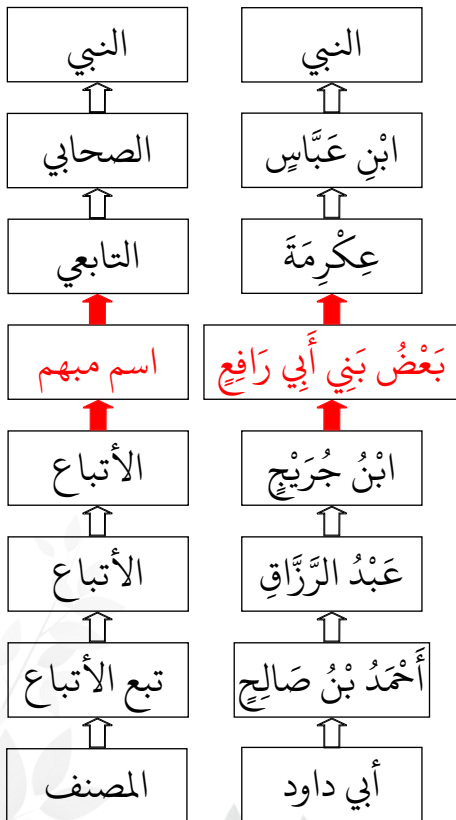 النبي
النبي
ابْنِ عَبَّاسٍ
الصحابي
عِكْرِمَةَ
التابعي
بَعْضُ بَنِي أَبِي رَافِعٍ
اسم مبهم
ابْنُ جُرَيْجٍ
الأتباع
عَبْدُ الرَّزَّاقِ
الأتباع
أَحْمَدُ بْنُ صَالِحٍ
تبع الأتباع
أبي داود
المصنف